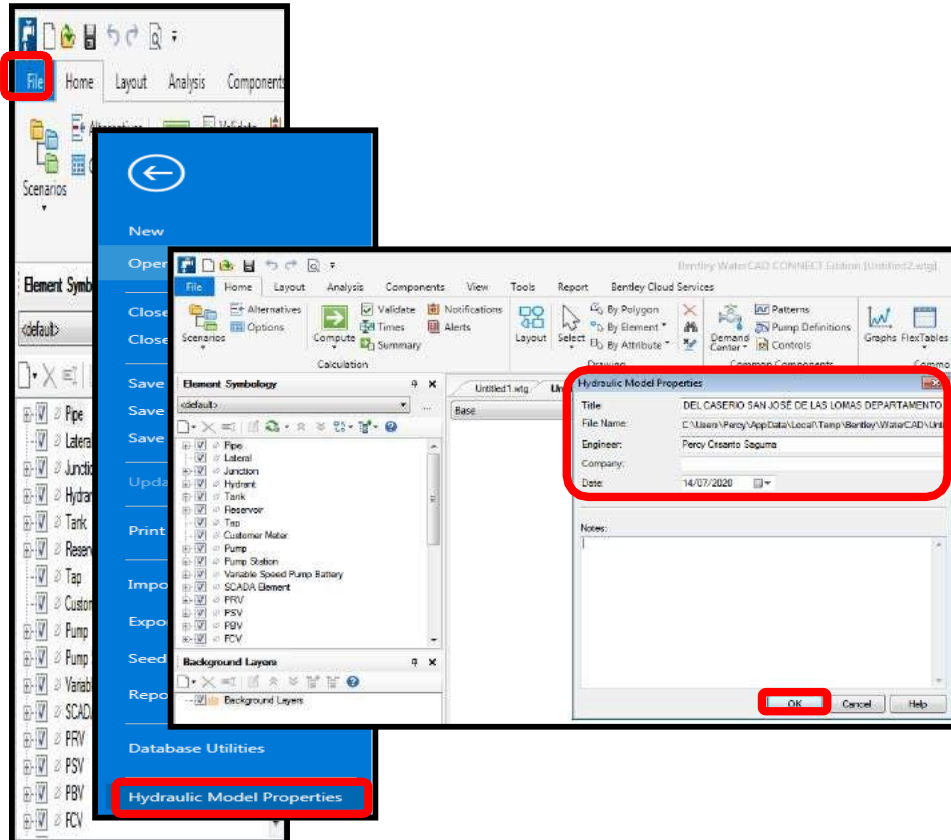 File Home Layout Analysis Components
Scenarios
Element Symb
<default>
Pipe
Lateral
Junctio
Hydran
Tank
Reserv
Tap
Custom
Pump
Pump
Variabl
SCADA
PRV
PSV
PBV
FCV
New
Open
Close
Close
Save
Save
Save
Upda
Print
Impo
Expo
Seed
Repo
Database Utilities
Hydraulic Model Properties
Bentley WaterCAD CONNECT Edition [Untitled2.wtg]
File Home Layout Analysis Components View Tools Report Bentley Cloud Services
Scenarios
Alternatives
Options
Compute
Validate
Times
Summary
Notifications
Alerts
Calculation
Layout
Select
By Polygon
By Element
By Attribute
Drawing
Demand Center
Patterns
Pump Definitions
Controls
Common Components
Graphs FlexTables
Commo
Element Symbology
<default>
...
Pipe
Lateral
Junction
Hydrant
Tank
Reservoir
Tap
Customer Meter
Pump
Pump Station
Variable Speed Pump Battery
SCADA Element
PRV
PSV
PBV
FCV
Background Layers
Background Layers
Untitled1.wtg
Base
Hydraulic Model Properties
Title: DEL CASERIO SAN JOSÉ DE LAS LOMAS DEPARTAMENTO
File Name: C:\Users\Percy\AppData\Local\Temp\Bentley\WaterCAD\Unti
Engineer: Percy Crisanto Saguma
Company:
Date: 14/07/2020
Notes:
OK Cancel Help